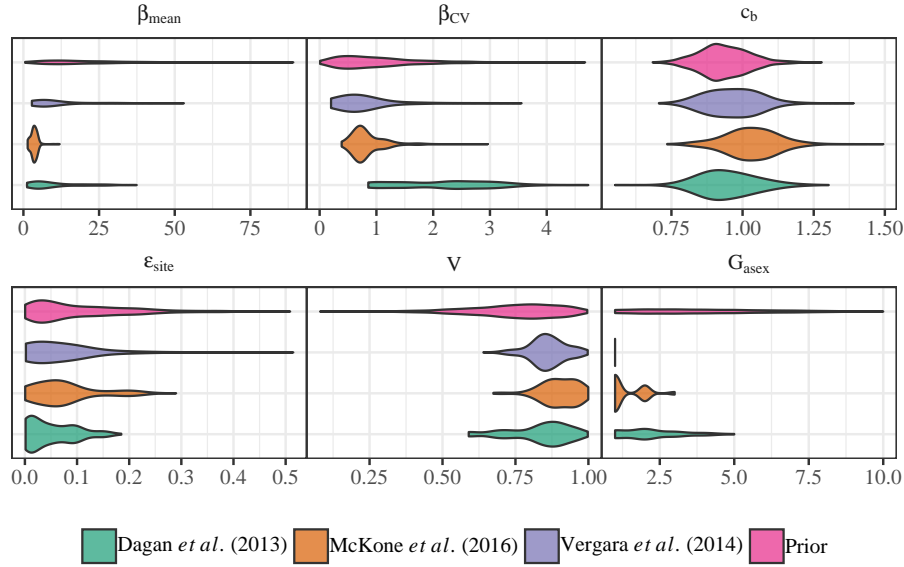 βmean βCV cb
0 25 50 75 0 1 2 3 4 0.75 1.00 1.25 1.50
εsite V Gasex
0.0 0.1 0.2 0.3 0.4 0.5 0.25 0.50 0.75 1.00 2.5 5.0 7.5 10.0
Dagan et al. (2013) McKone et al. (2016) Vergara et al. (2014) Prior